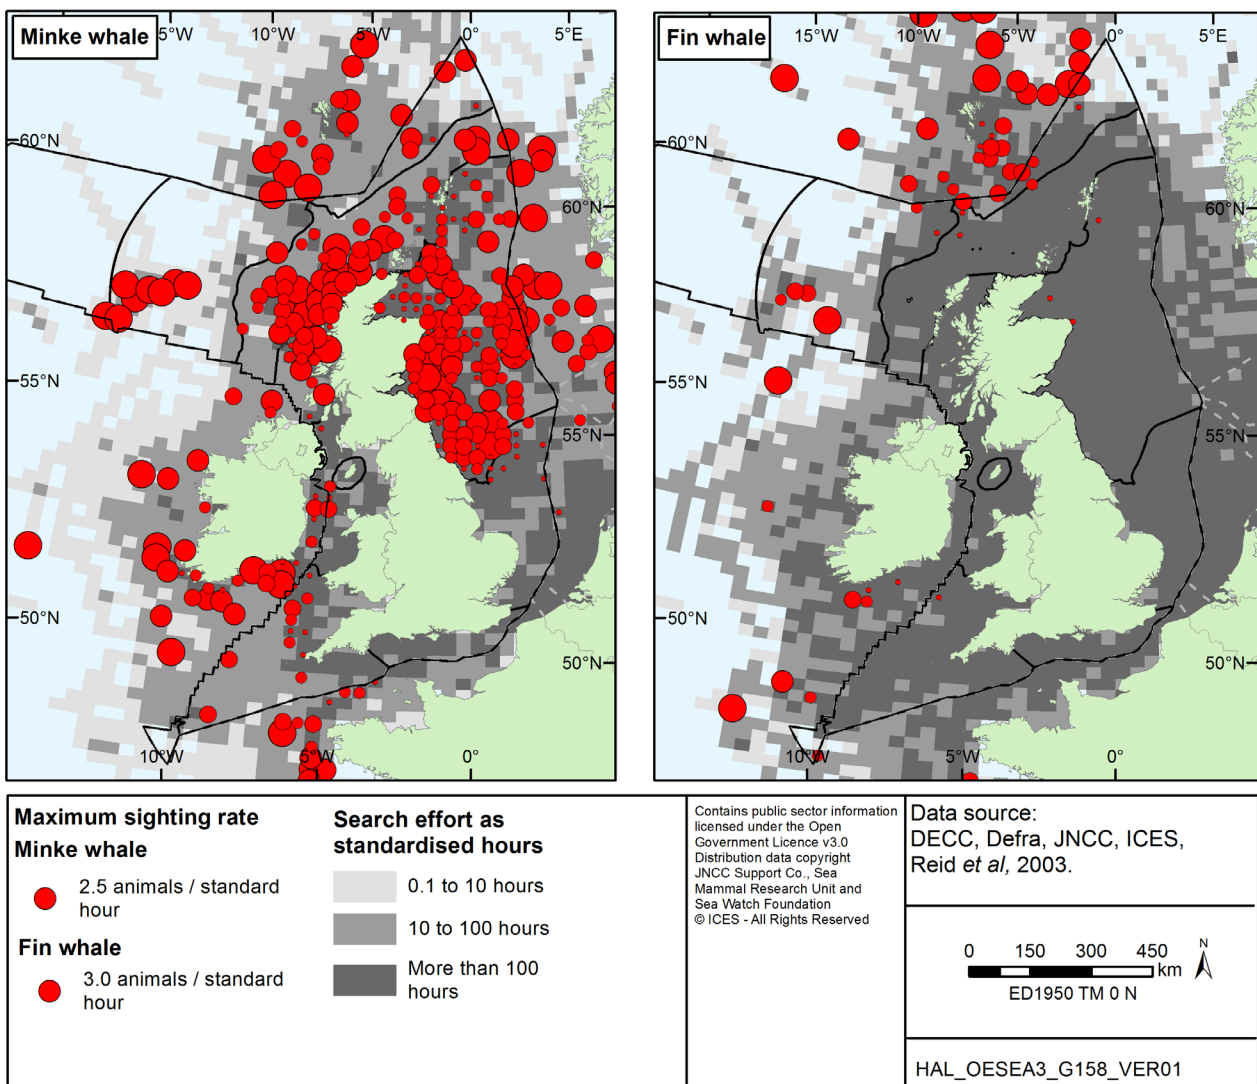 Minke whale
5°W
10°W
5°W
0°
5°E
60°N
60°N
55°N
55°N
50°N
50°N
10°W
5°W
0°
Fin whale
15°W
10°W
5°W
0°
5°E
60°N
60°N
55°N
55°N
50°N
50°N
10°W
5°W
0°
Maximum sighting rate
Minke whale
2.5 animals / standard
hour
Fin whale
3.0 animals / standard
hour
Search effort as
standardised hours
0.1 to 10 hours
10 to 100 hours
More than 100
hours
Contains public sector information
licensed under the Open
Government Licence v3.0
Distribution data copyright
JNCC Support Co., Sea
Mammal Research Unit and
Sea Watch Foundation
© ICES - All Rights Reserved
Data source:
DECC, Defra, JNCC, ICES,
Reid et al, 2003.
0 150 300 450
km
N
ED1950 TM 0 N
HAL_OESEA3_G158_VER01